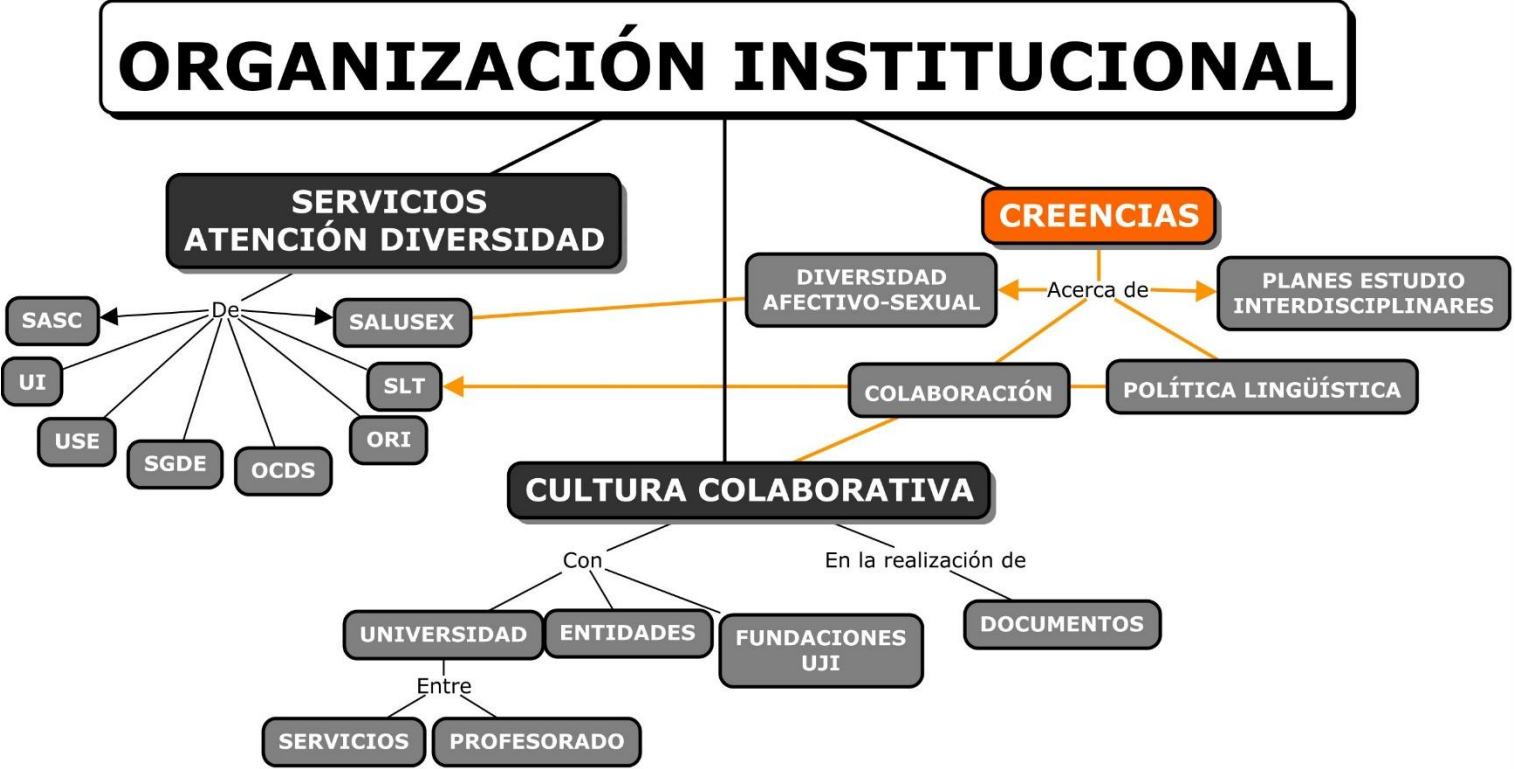 ORGANIZACIÓN INSTITUCIONAL
SERVICIOS
ATENCIÓN DIVERSIDAD
CREENCIAS
DIVERSIDAD
AFECTIVO-SEXUAL
Acerca de
PLANES ESTUDIO
INTERDISCIPLINARES
De
SASC
SALUSEX
UI
SLT
COLABORACIÓN
POLÍTICA LINGÜÍSTICA
USE
ORI
SGDE
OCDS
CULTURA COLABORATIVA
Con
En la realización de
UNIVERSIDAD
ENTIDADES
FUNDACIONES
UJI
DOCUMENTOS
Entre
SERVICIOS
PROFESORADO